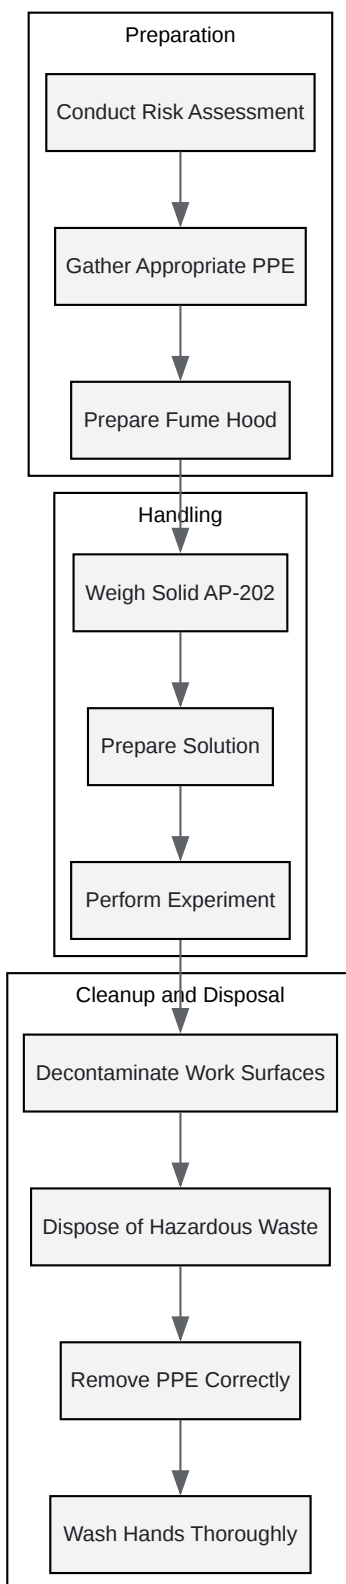 Preparation
Conduct Risk Assessment
Gather Appropriate PPE
Prepare Fume Hood
Handling
Weigh Solid AP-202
Prepare Solution
Perform Experiment
Cleanup and Disposal
Decontaminate Work Surfaces
Dispose of Hazardous Waste
Remove PPE Correctly
Wash Hands Thoroughly